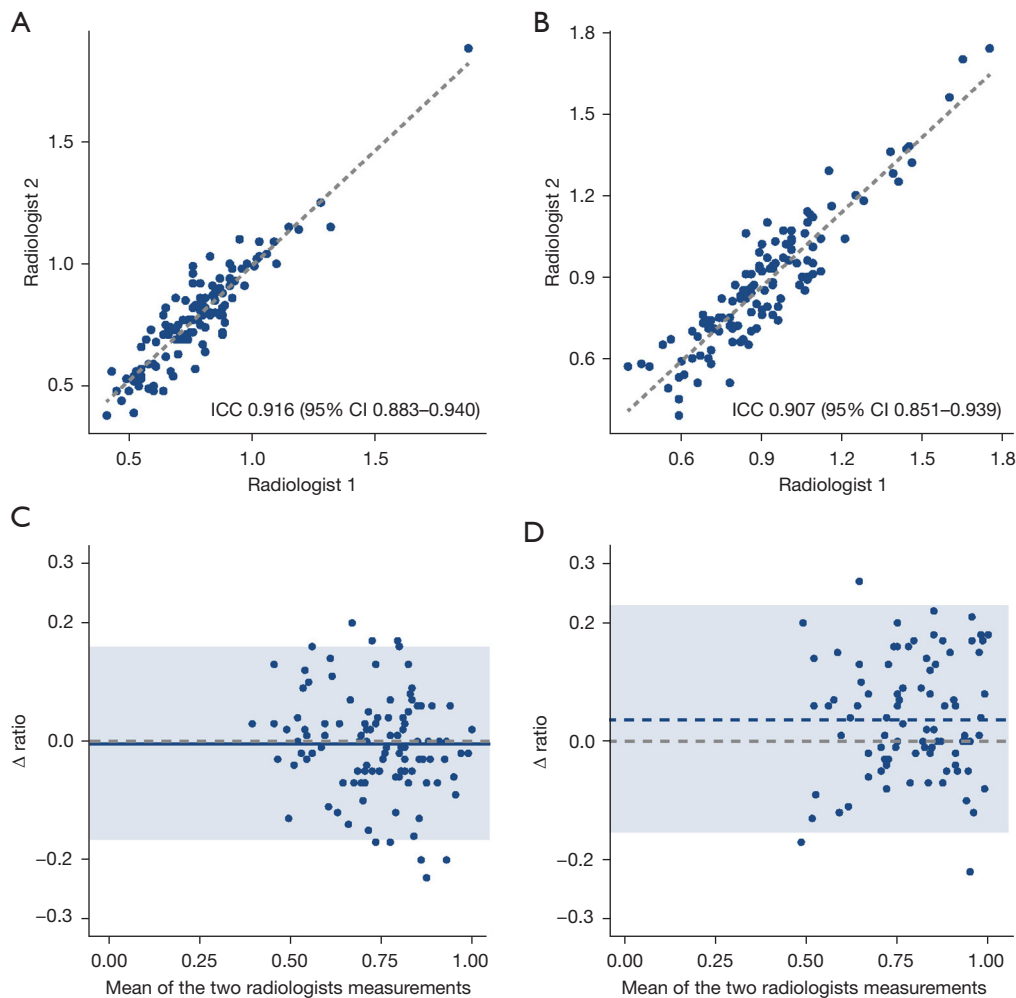 A
1.5
1.0
0.5
Radiologist 2
ICC 0.916 (95% CI 0.883–0.940)
0.5 1.0 1.5
Radiologist 1
B
1.8
1.5
1.2
0.9
0.6
Radiologist 2
ICC 0.907 (95% CI 0.851–0.939)
0.6 0.9 1.2 1.5 1.8
Radiologist 1
C
0.3
0.2
0.0
−0.2
−0.3
Δ ratio
0.00 0.25 0.50 0.75 1.00
Mean of the two radiologists measurements
D
0.3
0.2
0.0
−0.2
−0.3
Δ ratio
0.00 0.25 0.50 0.75 1.00
Mean of the two radiologists measurements